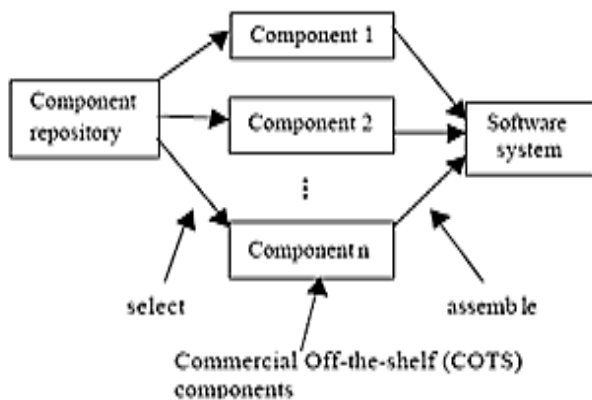 Component 1
Component
repository
Component 2
Software
system
Component n
select
assemble
Commercial Off-the-shelf (COTS)
components